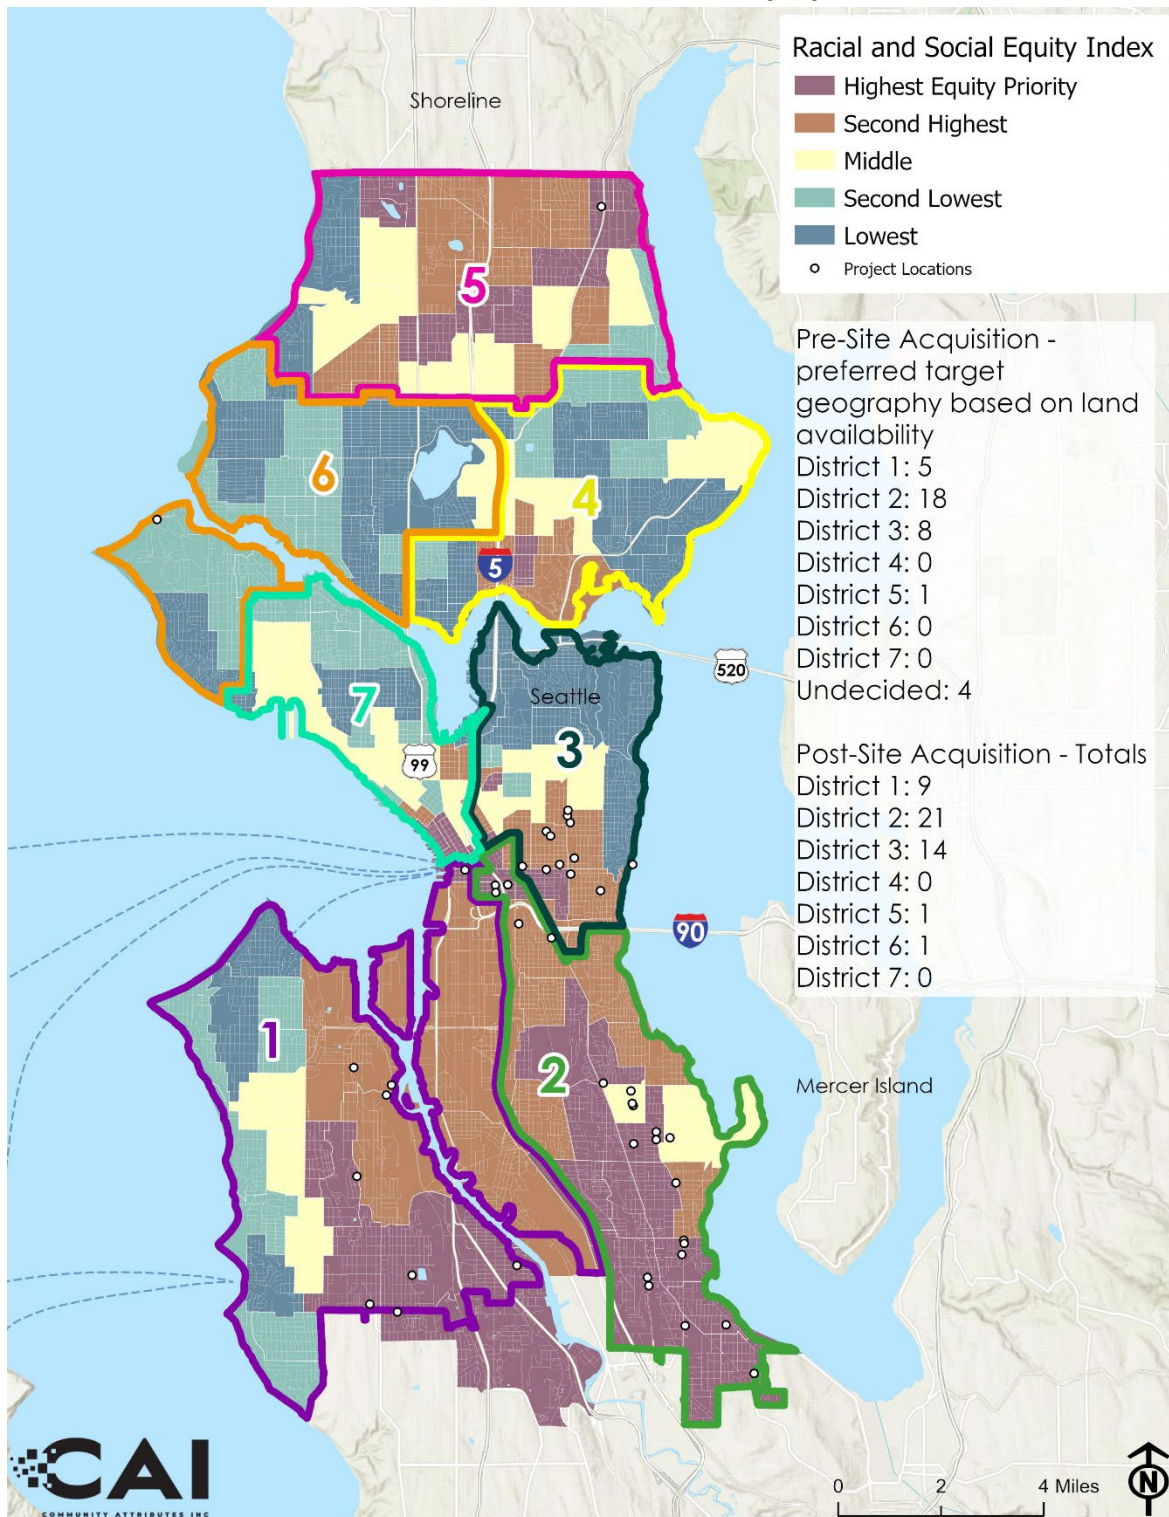 Racial and Social Equity Index
Highest Equity Priority
Second Highest
Middle
Second Lowest
Lowest
Project Locations
Shoreline
Pre-Site Acquisition -
preferred target
geography based on land
availability
District 1: 5
District 2: 18
District 3: 8
District 4: 0
District 5: 1
District 6: 0
District 7: 0
Undecided: 4
Post-Site Acquisition - Totals
District 1: 9
District 2: 21
District 3: 14
District 4: 0
District 5: 1
District 6: 1
District 7: 0
5
6
4
5
520
7
Seattle
3
99
90
1
2
Mercer Island
CAI
COMMUNITY ATTRIBUTES INC
0 2 4 Miles
N